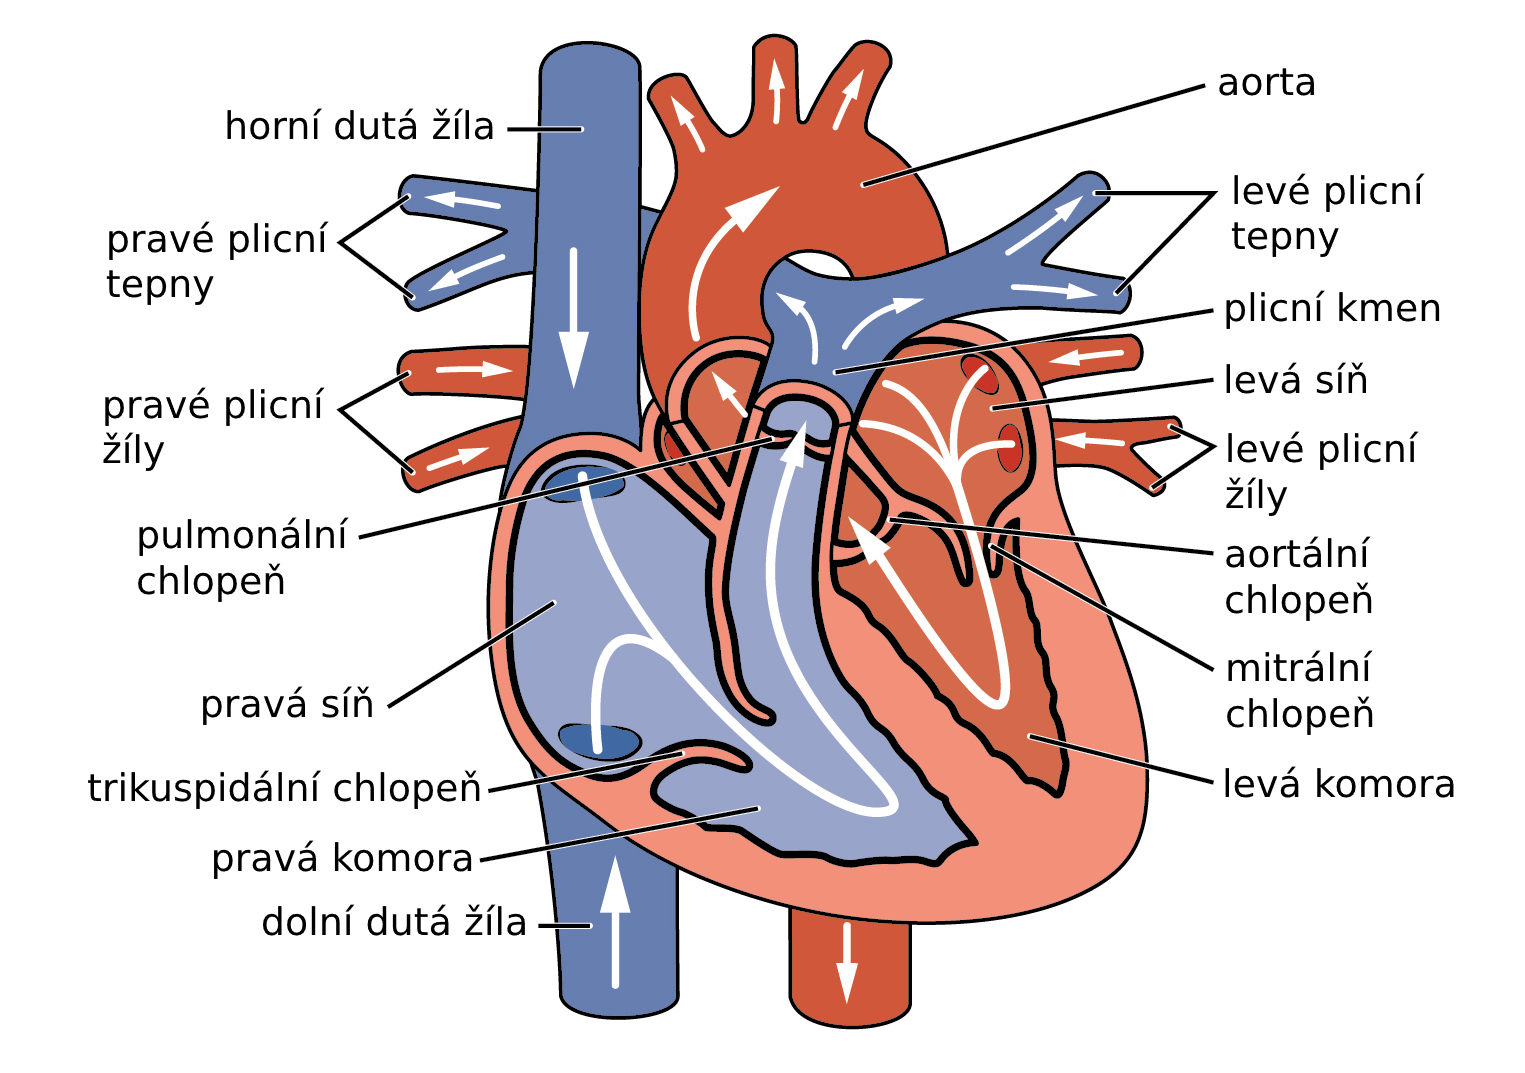 horní dutá žíla
pravé plicní
tepny
pravé plicní
žíly
pulmonální
chlopeň
pravá síň
trikuspidální chlopeň
pravá komora
dolní dutá žíla
aorta
levé plicní
tepny
plicní kmen
levá síň
levé plicní
žíly
aortální
chlopeň
mitrální
chlopeň
levá komora